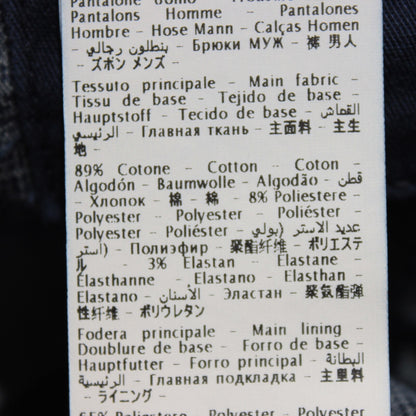 Pantalone uomo
Pantalons Homme – Pantalones
Hombre – Hose Mann – Calças Homen
– بنطلون رجالي – Брюки МУЖ – 裤 男人
– ズボン メンズ –
Tessuto principale – Main fabric –
Tissu de base – Tejido de base –
Hauptstoff – Tecido de base – القماش
الرئيسي – Главная ткань – 主面料 – 主生
地 –
89% Cotone – Cotton – Coton –
Algodón – Baumwolle – Algodão – قطن
– Хлопок – 棉 – 綿 – 8% Poliestere –
Polyester – Polyester – Poliéster –
Polyester – Poliéster – عديد الاستر (بولي
استر) – Полиэфир – 聚酯纤维 – ポリエステ
ル – 3% Elastan – Elastane –
Élasthanne – Elastano – Elasthan –
Elastano – الأستان – Эластан – 聚氨酯弹
性纤维 – ポリウレタン
Fodera principale – Main lining –
Doublure de base – Forro de base –
Hauptfutter – Forro principal – البطانة
الرئيسية – Главная подкладка – 主里料
– ライニング –
65% Poliestere – Polyester – Polyester